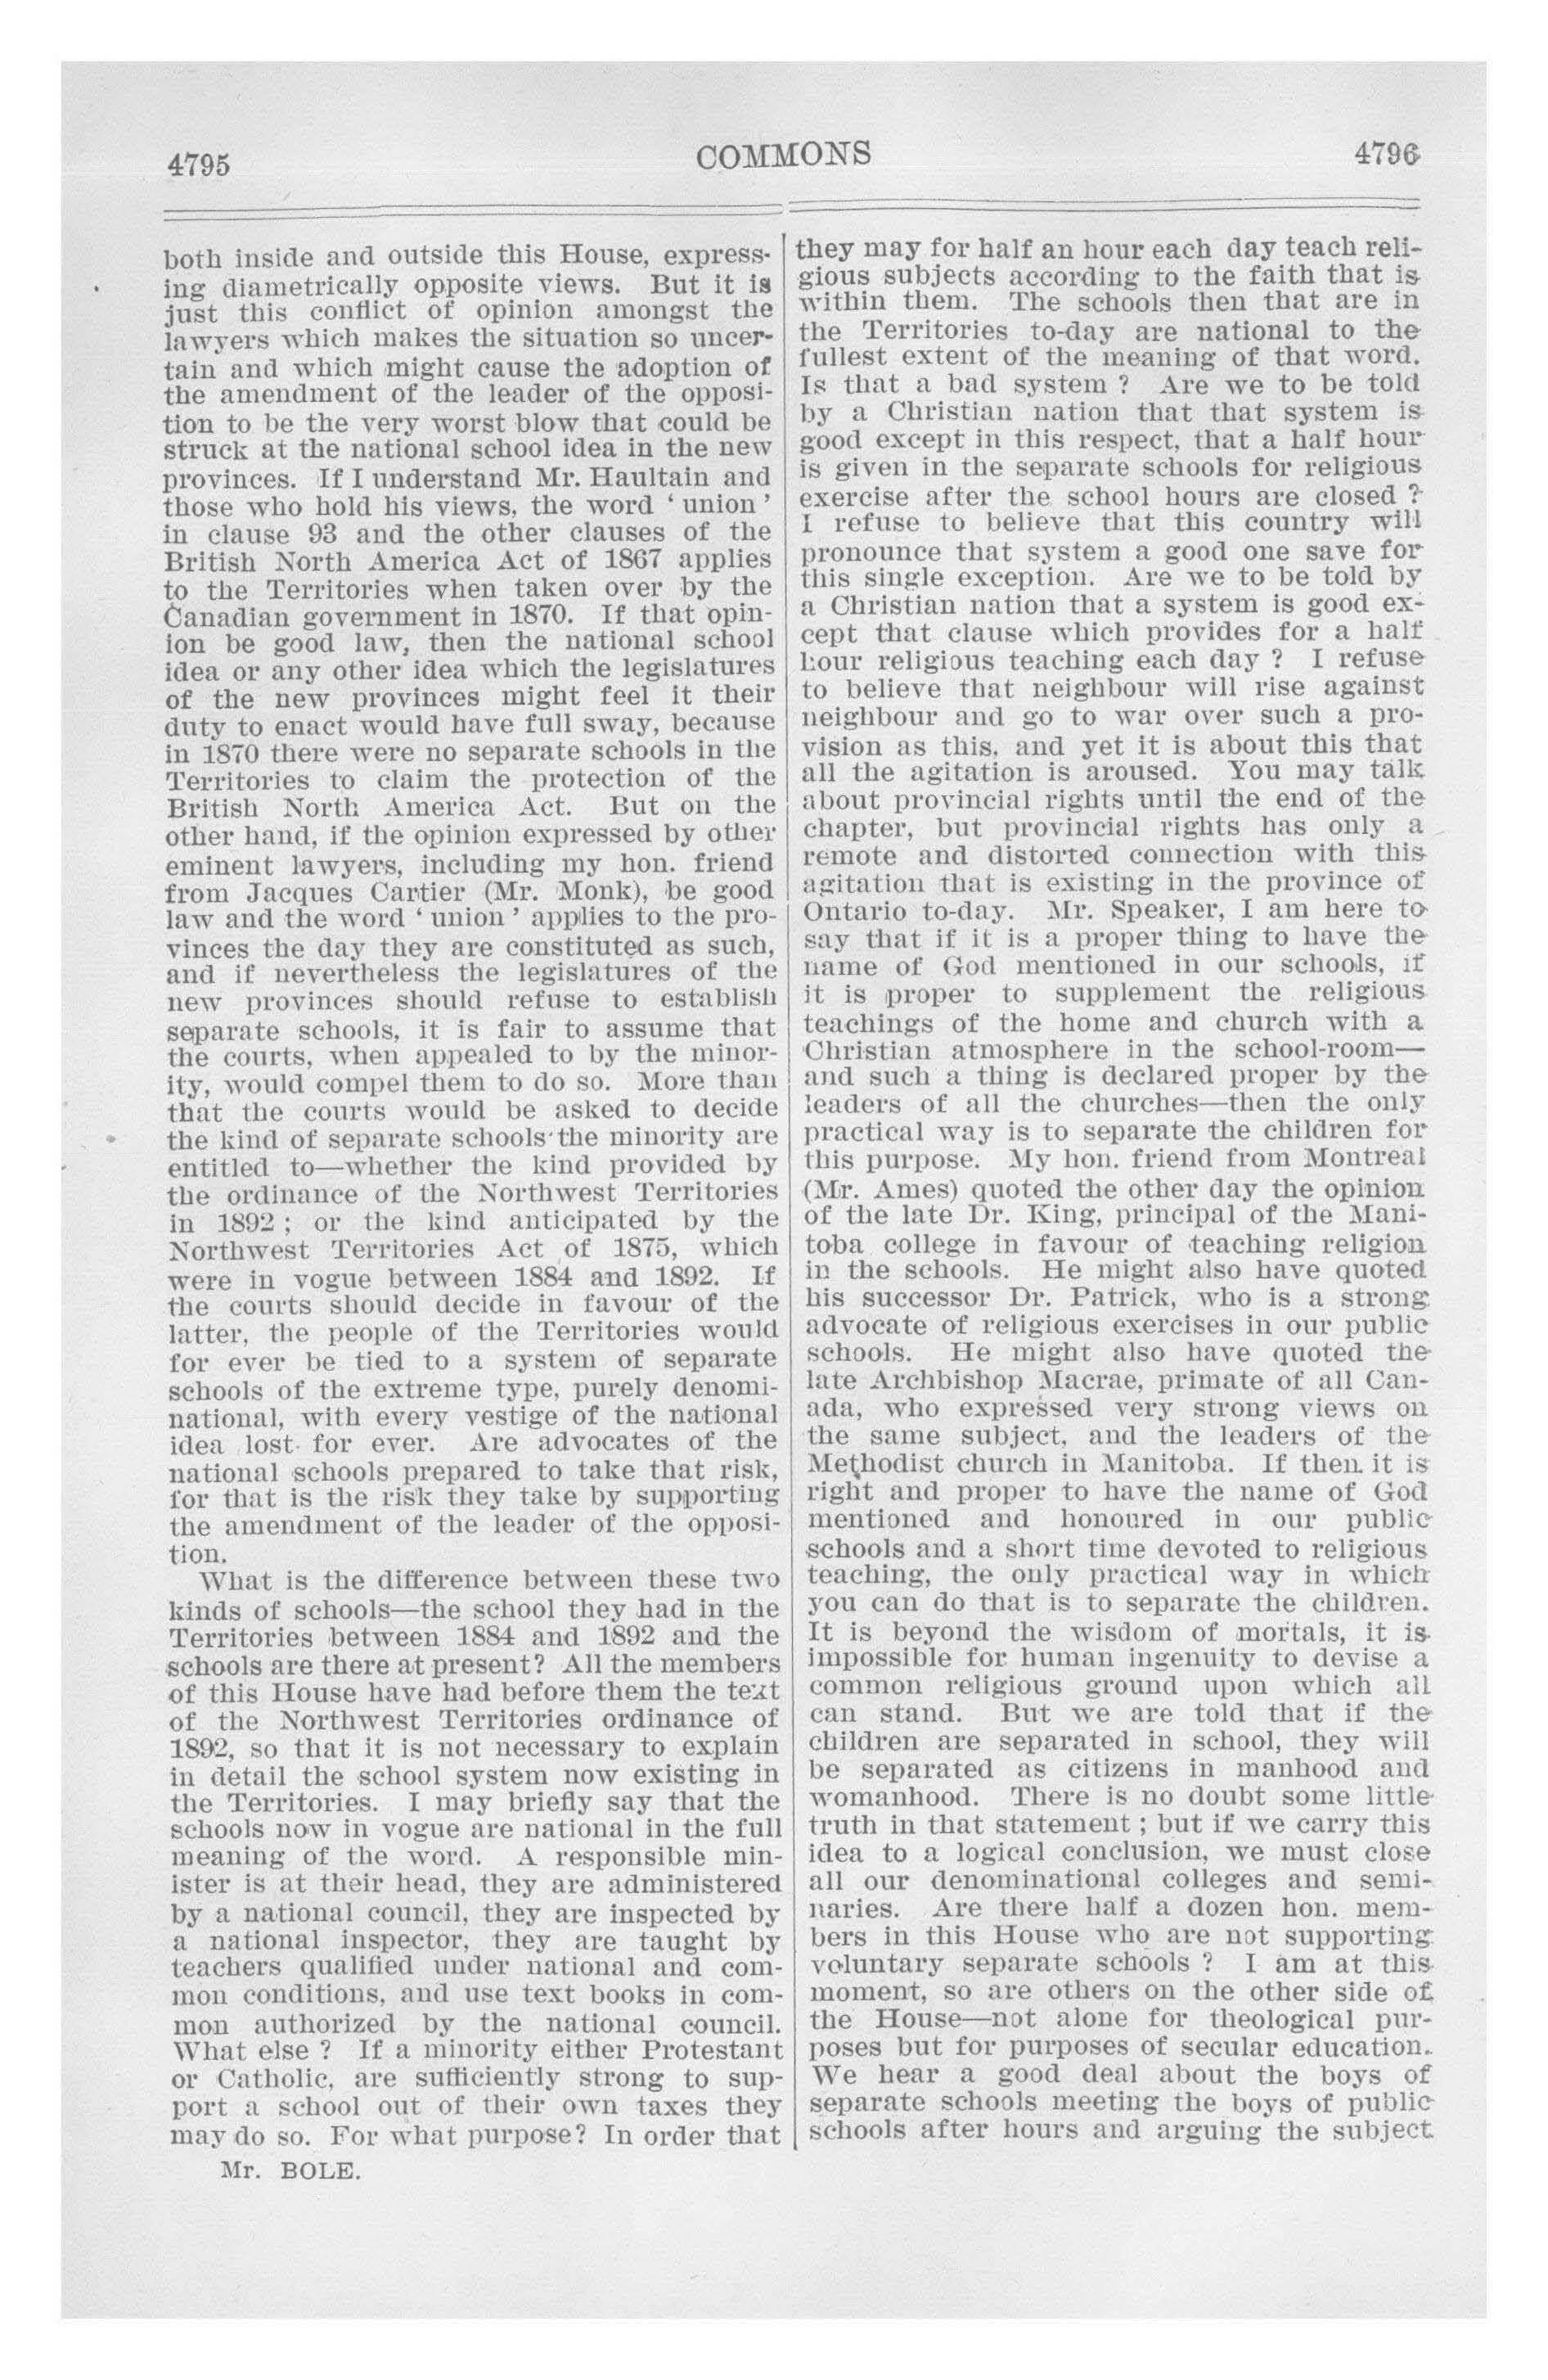 4795
COMMONS
4796
both inside and outside this House, express-
ing diametrically opposite views. But it is
just this conflict of opinion amongst the
lawyers which makes the situation so uncer-
tain and which might cause the adoption of
the amendment of the leader of the opposi-
tion to be the very worst blow that could be
struck at the national school idea in the new
provinces. If I understand Mr. Haultain and
those who hold his views, the word ‘ union ’
in clause 93 and the other clauses of the
British North America Act of 1867 applies
to the Territories when taken over by the
Canadian government in 1870. If that opin-
ion be good law, then the national school
idea or any other idea which the legislatures
of the new provinces might feel it their
duty to enact would have full sway, because
in 1870 there were no separate schools in the
Territories to claim the protection of the
British North America Act. But on the
other hand, if the opinion expressed by other
eminent lawyers, including my hon. friend
from Jacques Cartier (Mr. Monk), be good
law and the word ‘ union ’ applies to the pro-
vinces the day they are constituted as such,
and if nevertheless the legislatures of the
new provinces should refuse to establish
separate schools, it is fair to assume that
the courts, when appealed to by the minor-
ity, would compel them to do so. More than
that the courts would be asked to decide
the kind of separate schools the minority are
entitled to—whether the kind provided by
the ordinance of the Northwest Territories
in 1892 ; or the kind anticipated by the
Northwest Territories Act of 1875, which
were in vogue between 1884 and 1892. If
the courts should decide in favour of the
latter, the people of the Territories would
for ever be tied to a system of separate
schools of the extreme type, purely denomi-
national, with every vestige of the national
idea lost for ever. Are advocates of the
national schools prepared to take that risk,
for that is the risk they take by supporting
the amendment of the leader of the opposi-
tion.
What is the difference between these two
kinds of schools—the school they had in the
Territories between 1884 and 1892 and the
schools are there at present? All the members
of this House have had before them the text
of the Northwest Territories ordinance of
1892, so that it is not necessary to explain
in detail the school system now existing in
the Territories. I may briefly say that the
schools now in vogue are national in the full
meaning of the word. A responsible min-
ister is at their head, they are administered
by a national council, they are inspected by
a national inspector, they are taught by
teachers qualified under national and com-
mon conditions, and use text books in com-
mon authorized by the national council.
What else ? If a minority either Protestant
or Catholic, are sufficiently strong to sup-
port a school out of their own taxes they
may do so. For what purpose? In order that
Mr. BOLE.
they may for half an hour each day teach reli-
gious subjects according to the faith that is
within them. The schools then that are in
the Territories to-day are national to the
fullest extent of the meaning of that word.
Is that a bad system ? Are we to be told
by a Christian nation that that system is
good except in this respect, that a half hour
is given in the separate schools for religious
exercise after the school hours are closed ?
I refuse to believe that this country will
pronounce that system a good one save for
this single exception. Are we to be told by
a Christian nation that a system is good ex-
cept that clause which provides for a half
hour religious teaching each day ? I refuse
to believe that neighbour will rise against
neighbour and go to war over such a pro-
vision as this, and yet it is about this that
all the agitation is aroused. You may talk
about provincial rights until the end of the
chapter, but provincial rights has only a
remote and distorted connection with this
agitation that is existing in the province of
Ontario to-day. Mr. Speaker, I am here to
say that if it is a proper thing to have the
name of God mentioned in our schools, if
it is proper to supplement the religious
teachings of the home and church with a
Christian atmosphere in the school-room—
and such a thing is declared proper by the
leaders of all the churches—then the only
practical way is to separate the children for
this purpose. My hon. friend from Montreal
(Mr. Ames) quoted the other day the opinion
of the late Dr. King, principal of the Mani-
toba college in favour of teaching religion
in the schools. He might also have quoted
his successor Dr. Patrick, who is a strong
advocate of religious exercises in our public
schools. He might also have quoted the
late Archbishop Macrae, primate of all Can-
ada, who expressed very strong views on
the same subject, and the leaders of the
Methodist church in Manitoba. If then it is
right and proper to have the name of God
mentioned and honoured in our public
schools and a short time devoted to religious
teaching, the only practical way in which
you can do that is to separate the children.
It is beyond the wisdom of mortals, it is
impossible for human ingenuity to devise a
common religious ground upon which all
can stand. But we are told that if the
children are separated in school, they will
be separated as citizens in manhood and
womanhood. There is no doubt some little
truth in that statement ; but if we carry this
idea to a logical conclusion, we must close
all our denominational colleges and semi-
naries. Are there half a dozen hon. mem-
bers in this House who are not supporting
voluntary separate schools ? I am at this
moment, so are others on the other side of
the House—not alone for theological pur-
poses but for purposes of secular education.
We hear a good deal about the boys of
separate schools meeting the boys of public
schools after hours and arguing the subject